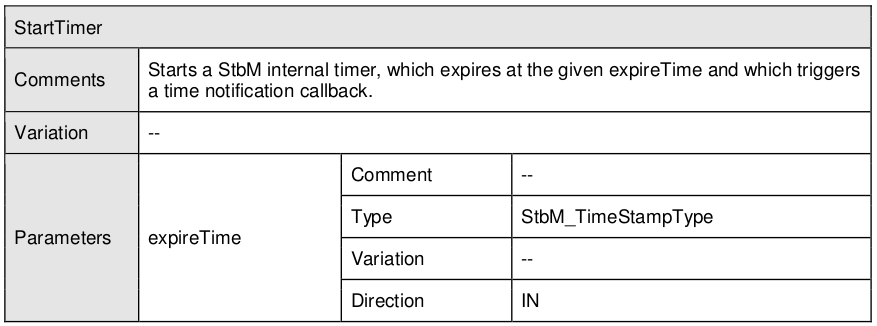 StartTimer
Comments
Starts a StbM internal timer, which expires at the given expireTime and which triggers
a time notification callback.
Variation
--
Parameters
expireTime
Comment
--
Type
StbM_TimeStampType
Variation
--
Direction
IN